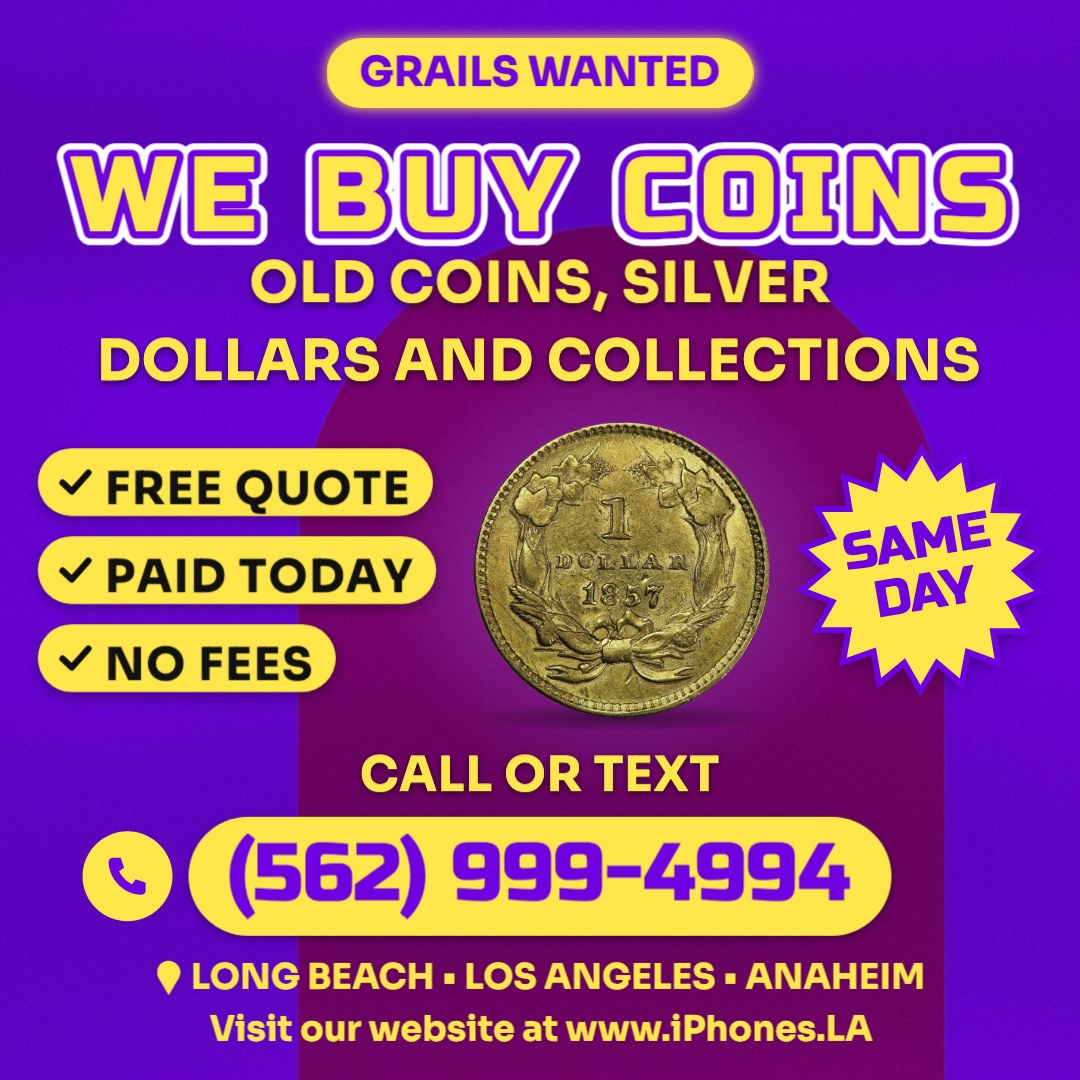 GRAILS WANTED
WE BUY COINS
OLD COINS, SILVER
DOLLARS AND COLLECTIONS
✓ FREE QUOTE
✓ PAID TODAY
✓ NO FEES
1
DOLLAR
1857
SAME
DAY
CALL OR TEXT
(562) 999-4994
LONG BEACH ▪ LOS ANGELES ▪ ANAHEIM
Visit our website at www.iPhones.LA